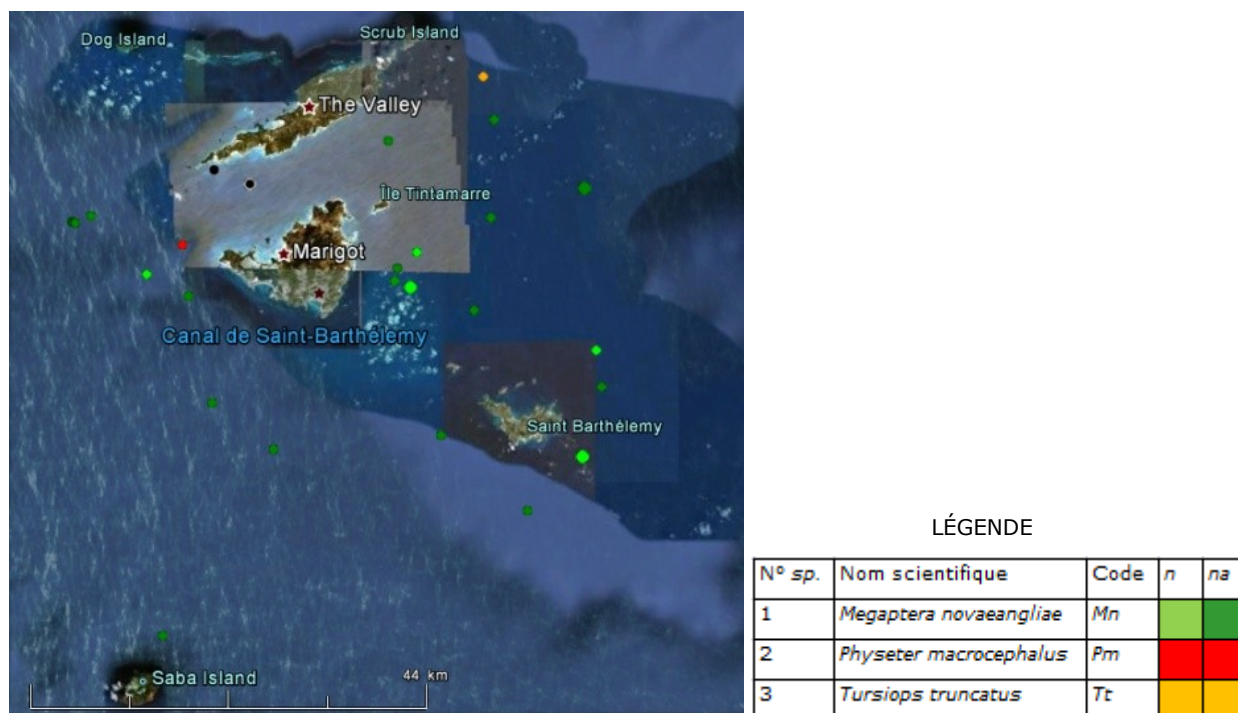 Dog Island
Scrub Island
The Valley
Île Tintamarre
Marigot
Canal de Saint-Barthélemy
Saint Barthélemy
Saba Island
44 km
LÉGENDE
N° sp. Nom scientifique Code n na
1 Megaptera novaeangliae Mn
2 Physeter macrocephalus Pm
3 Tursiops truncatus Tt